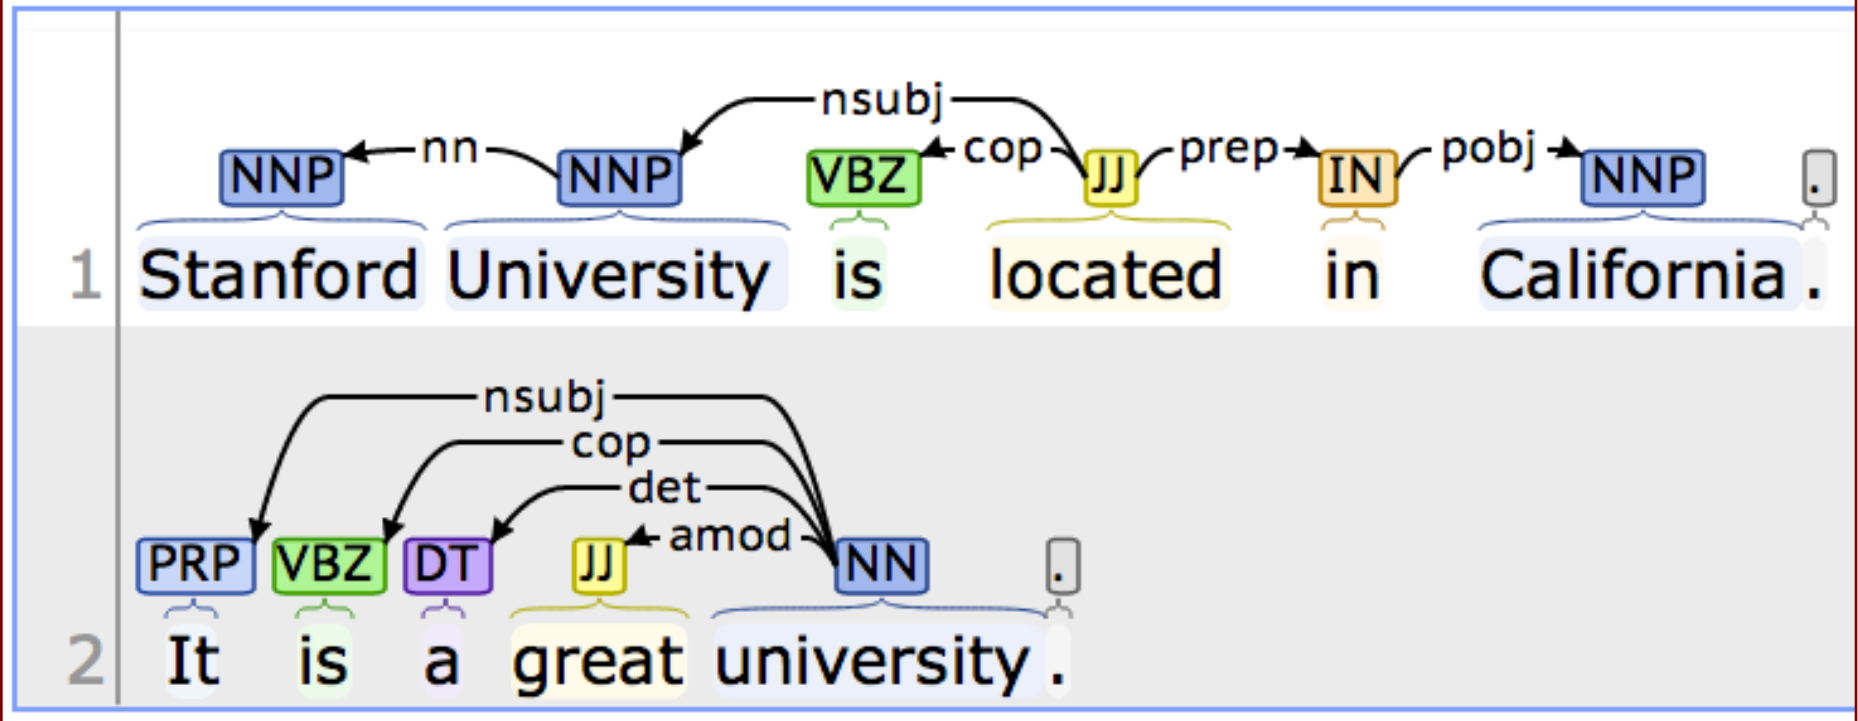 nsubj
nn cop prep pobj
NNP NNP VBZ JJ IN NNP .
1 Stanford University is located in California .
nsubj
cop
det
amod
PRP VBZ DT JJ NN .
2 It is a great university .